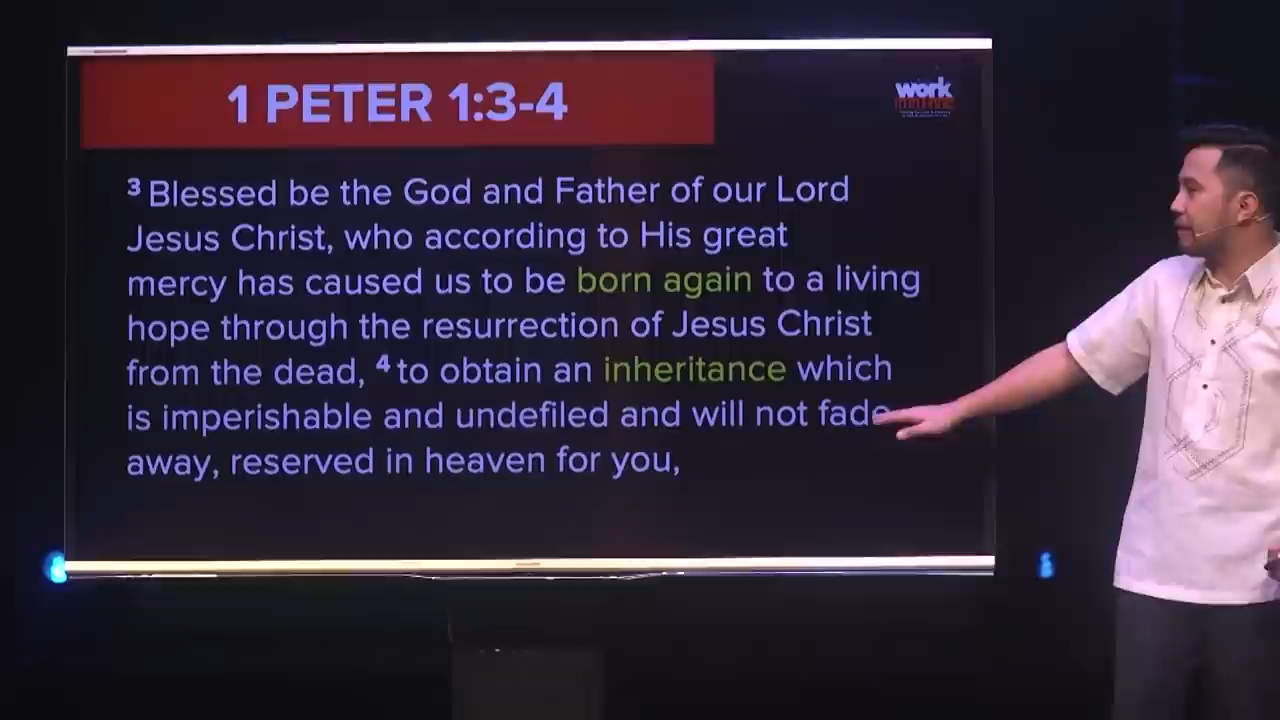 1 PETER 1:3-4
work
3 Blessed be the God and Father of our Lord
Jesus Christ, who according to His great
mercy has caused us to be born again to a living
hope through the resurrection of Jesus Christ
from the dead, 4 to obtain an inheritance which
is imperishable and undefiled and will not fade
away, reserved in heaven for you,